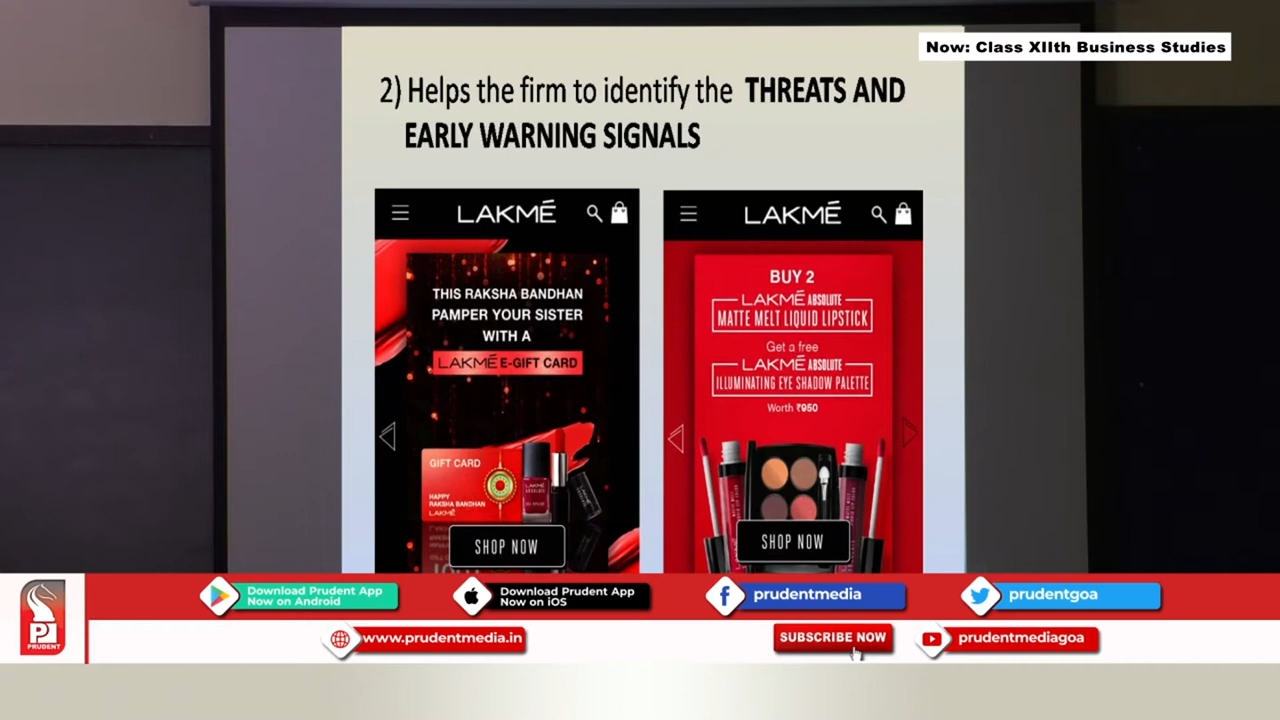 Now: Class XIIth Business Studies
2) Helps the firm to identify the THREATS AND
EARLY WARNING SIGNALS
LAKMÉ
THIS RAKSHA BANDHAN
PAMPER YOUR SISTER
WITH A
LAKMÉ E-GIFT CARD
GIFT CARD
HAPPY
RAKSHA BANDHAN
LAKMÉ
LAKMÉ
ABSOLUTE
SHOP NOW
LAKMÉ
BUY 2
LAKMÉ ABSOLUTE
MATTE MELT LIQUID LIPSTICK
Get a free
LAKMÉ ABSOLUTE
ILLUMINATING EYE SHADOW PALETTE
Worth ₹950
SHOP NOW
PRUDENT
Download Prudent App
Now on Android
Download Prudent App
Now on iOS
prudentmedia
prudentgoa
www.prudentmedia.in
SUBSCRIBE NOW
prudentmediagoa